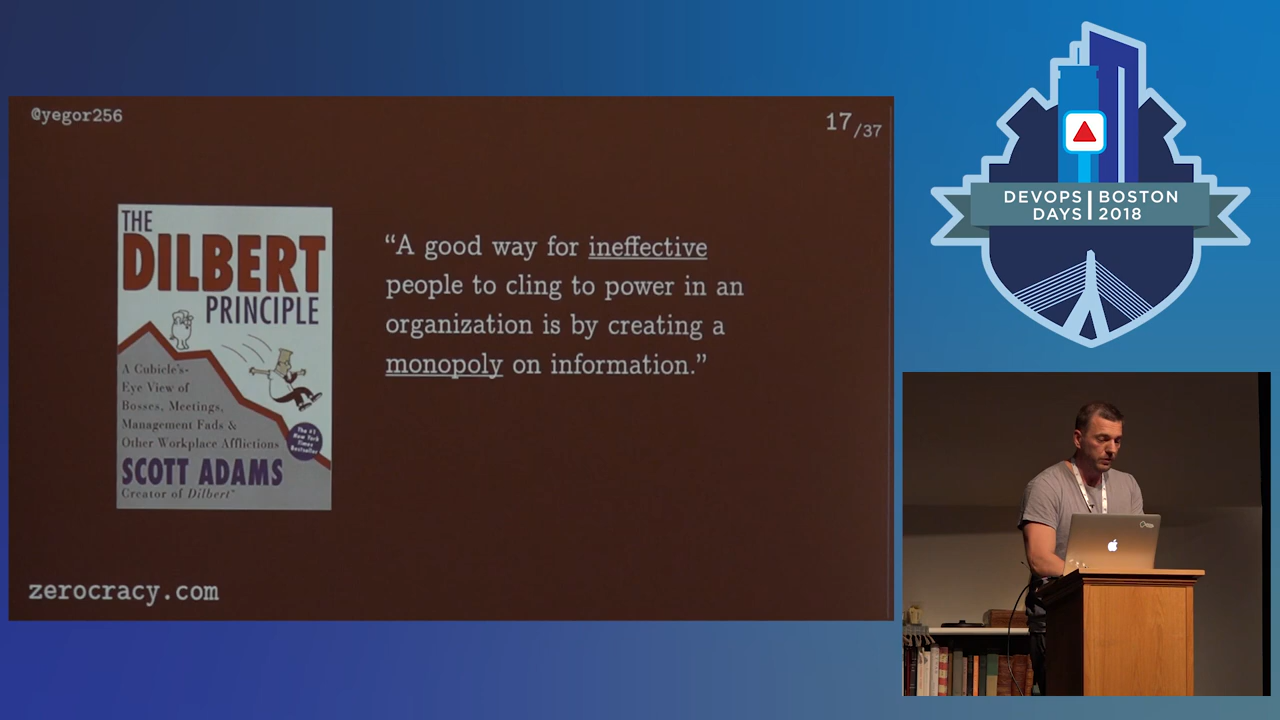 @yegor256
17/37
THE
DILBERT
PRINCIPLE
A Cubicle's-
Eye View of
Bosses, Meetings,
Management Fads &
Other Workplace Afflictions
The #1
New York
Times
Bestseller
SCOTT ADAMS
Creator of Dilbert™
“A good way for ineffective
people to cling to power in an
organization is by creating a
monopoly on information.”
zerocracy.com
DEVOPS
DAYS
BOSTON
2018